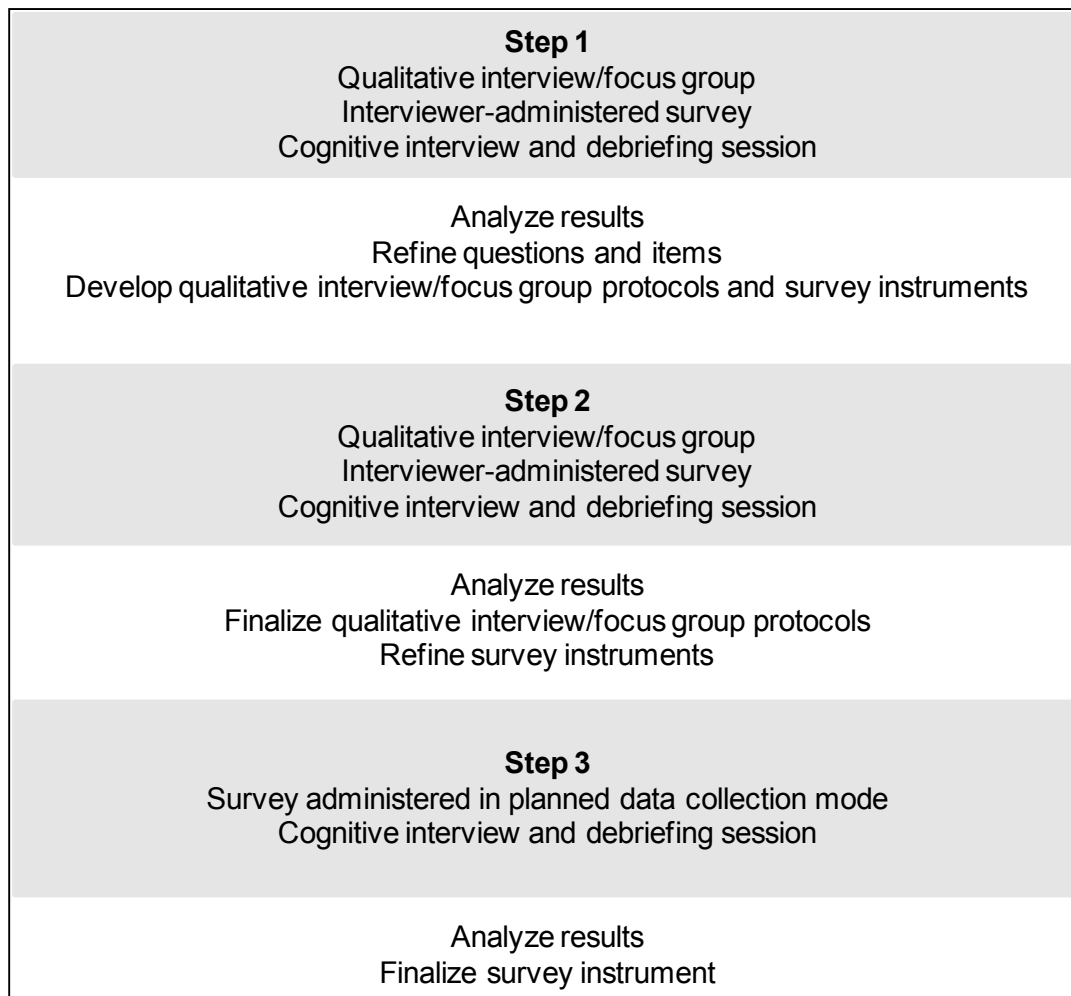 Step 1
Qualitative interview/focus group
Interviewer-administered survey
Cognitive interview and debriefing session
Analyze results
Refine questions and items
Develop qualitative interview/focus group protocols and survey instruments
Step 2
Qualitative interview/focus group
Interviewer-administered survey
Cognitive interview and debriefing session
Analyze results
Finalize qualitative interview/focus group protocols
Refine survey instruments
Step 3
Survey administered in planned data collection mode
Cognitive interview and debriefing session
Analyze results
Finalize survey instrument